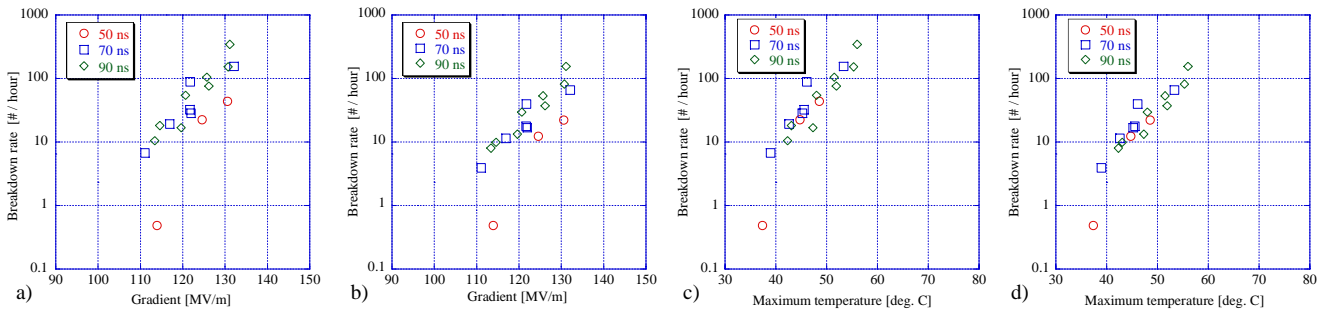 1000
100
10
1
0.1
Breakdown rate [# / hour]
50 ns
70 ns
90 ns
90 100 110 120 130 140 150
Gradient [MV/m]
a)
1000
100
10
1
0.1
Breakdown rate [# / hour]
50 ns
70 ns
90 ns
90 100 110 120 130 140 150
Gradient [MV/m]
b)
1000
100
10
1
0.1
Breakdown rate [# / hour]
50 ns
70 ns
90 ns
30 40 50 60 70 80
Maximum temperature [deg. C]
c)
1000
100
10
1
0.1
Breakdown rate [# / hour]
50 ns
70 ns
90 ns
30 40 50 60 70 80
Maximum temperature [deg. C]
d)